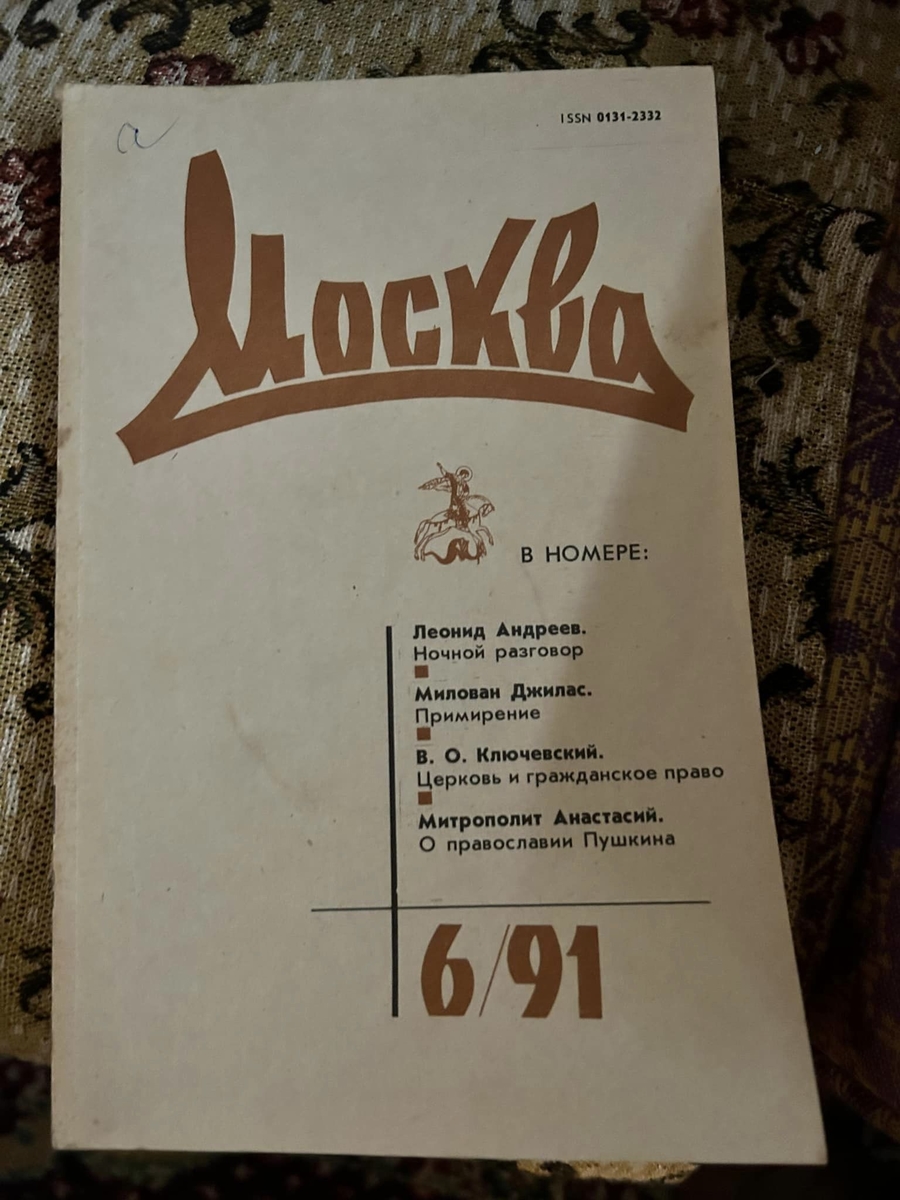 ISSN 0131-2332
Москва
В НОМЕРЕ:
Леонид Андреев.
Ночной разговор
Милован Джилас.
Примирение
В. О. Ключевский.
Церковь и гражданское право
Митрополит Анастасий.
О православии Пушкина
6/91